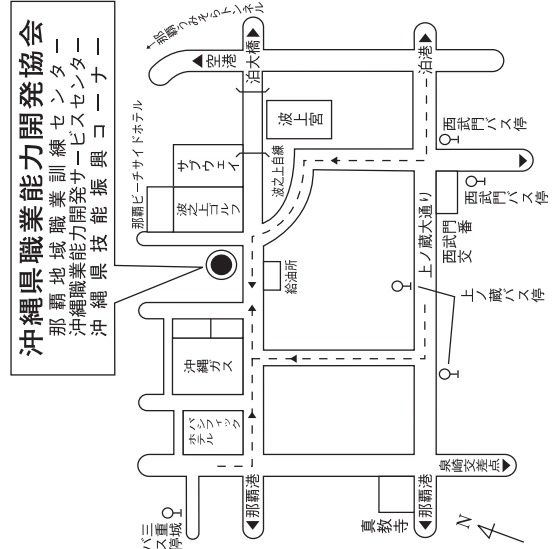 沖縄県職業能力開発協会
那覇地域職業訓練センター
沖縄職業能力開発サービスセンター
沖縄県技能振興コーナー
那覇うみそらトンネル
空港
泊大橋
泊港
波上宮
西武門バス停
西武門バス停
那覇ビーチサイドホテル
サブウェイ
波之上ゴルフ
波之上自練
西武門
交番
給油所
上ノ蔵大通り
上ノ蔵バス停
沖縄ガス
パシフィック
ホテル
泉崎交差点
三重城
バス停
那覇港
那覇港
真教寺
N